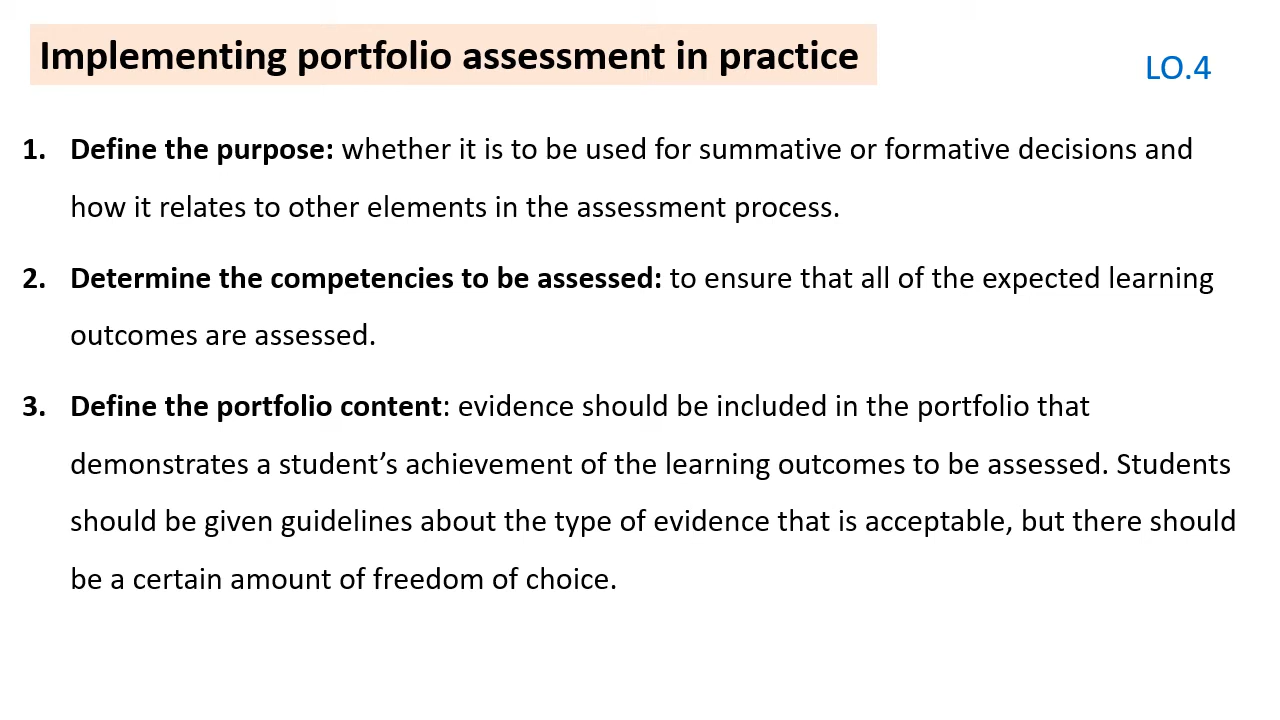 Implementing portfolio assessment in practice
LO.4
1. Define the purpose: whether it is to be used for summative or formative decisions and
how it relates to other elements in the assessment process.
2. Determine the competencies to be assessed: to ensure that all of the expected learning
outcomes are assessed.
3. Define the portfolio content: evidence should be included in the portfolio that
demonstrates a student’s achievement of the learning outcomes to be assessed. Students
should be given guidelines about the type of evidence that is acceptable, but there should
be a certain amount of freedom of choice.